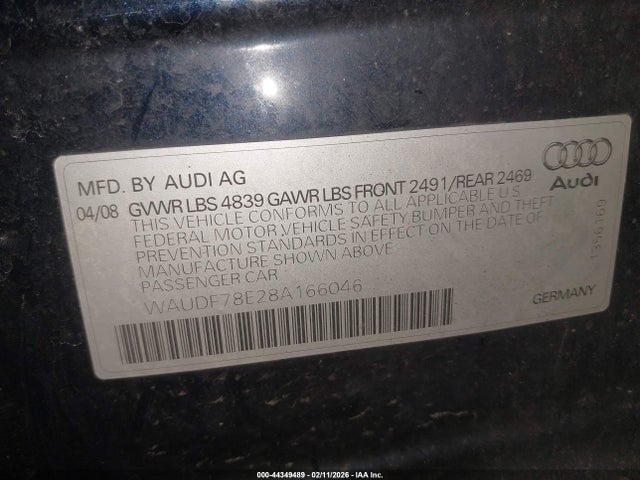 MFD. BY AUDI AG
04/08 GVWR LBS 4839 GAWR LBS FRONT 2491/REAR 2469
THIS VEHICLE CONFORMS TO ALL APPLICABLE U.S.
FEDERAL MOTOR VEHICLE SAFETY BUMPER AND THEFT
PREVENTION STANDARDS IN EFFECT ON THE DATE OF
MANUFACTURE SHOWN ABOVE
PASSENGER CAR
WAUDF78E28A166046
Audi
1356169
GERMANY
000-44349489 - 02/11/2026 - IAA Inc.